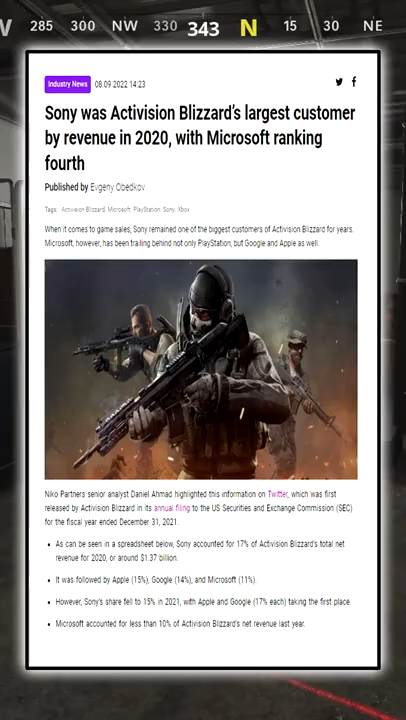 W 285 300 NW 330 343 N 15 30 NE
Industry News 08.09.2022 14:23
Sony was Activision Blizzard's largest customer
by revenue in 2020, with Microsoft ranking
fourth
Published by Evgeny Obedkov
Tags: Activision Blizzard, Microsoft, PlayStation, Sony, Xbox
When it comes to game sales, Sony remained one of the biggest customers of Activision Blizzard for years.
Microsoft, however, has been trailing behind not only PlayStation, but Google and Apple as well.
Niko Partners senior analyst Daniel Ahmad highlighted this information on Twitter, which was first
released by Activision Blizzard in its annual filing to the US Securities and Exchange Commission (SEC)
for the fiscal year ended December 31, 2021.
• As can be seen in a spreadsheet below, Sony accounted for 17% of Activision Blizzard's total net
revenue for 2020, or around $1.37 billion.
• It was followed by Apple (15%), Google (14%), and Microsoft (11%).
• However, Sony's share fell to 15% in 2021, with Apple and Google (17% each) taking the first place.
• Microsoft accounted for less than 10% of Activision Blizzard's net revenue last year.